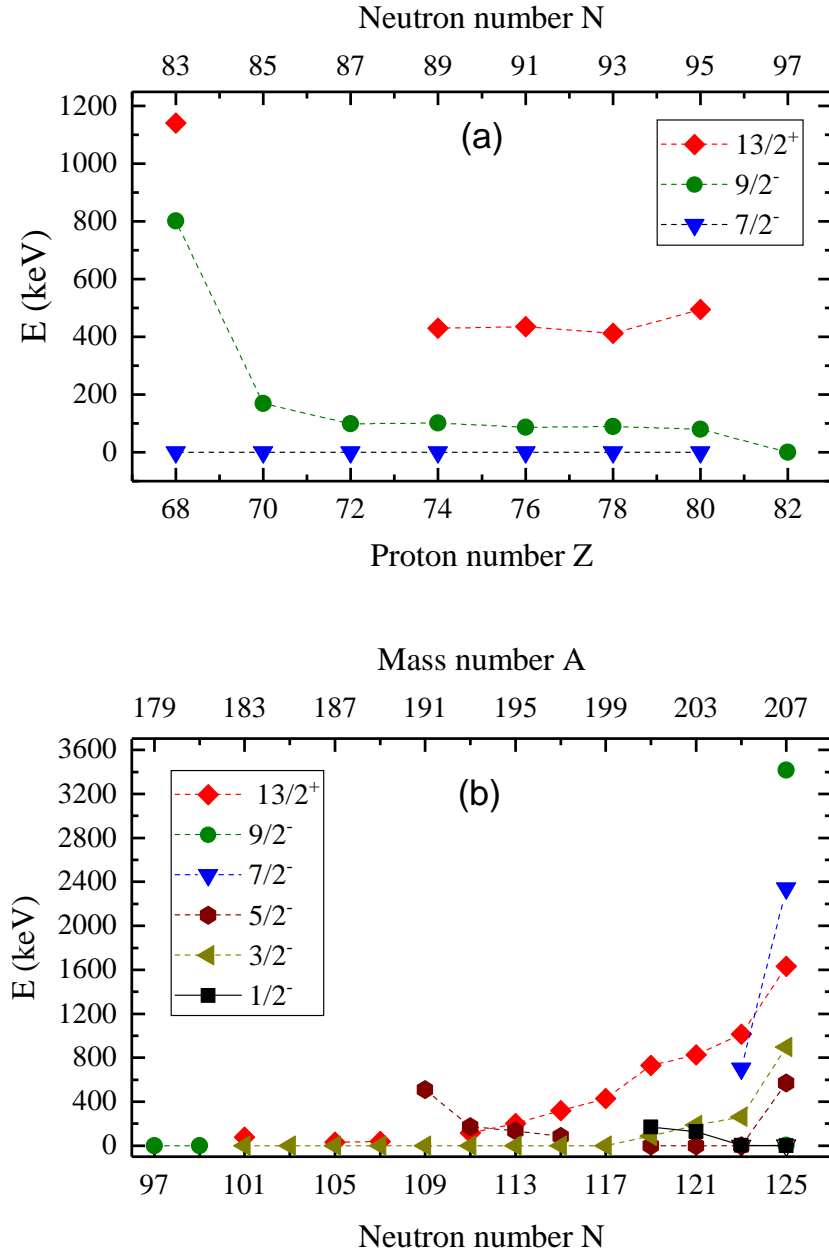 Neutron number N
83 85 87 89 91 93 95 97
(a)
13/2⁺
9/2⁻
7/2⁻
1200
1000
800
600
400
200
0
E (keV)
68 70 72 74 76 78 80 82
Proton number Z
Mass number A
179 183 187 191 195 199 203 207
(b)
13/2⁺
9/2⁻
7/2⁻
5/2⁻
3/2⁻
1/2⁻
3600
3200
2800
2400
2000
1600
1200
800
400
0
E (keV)
97 101 105 109 113 117 121 125
Neutron number N